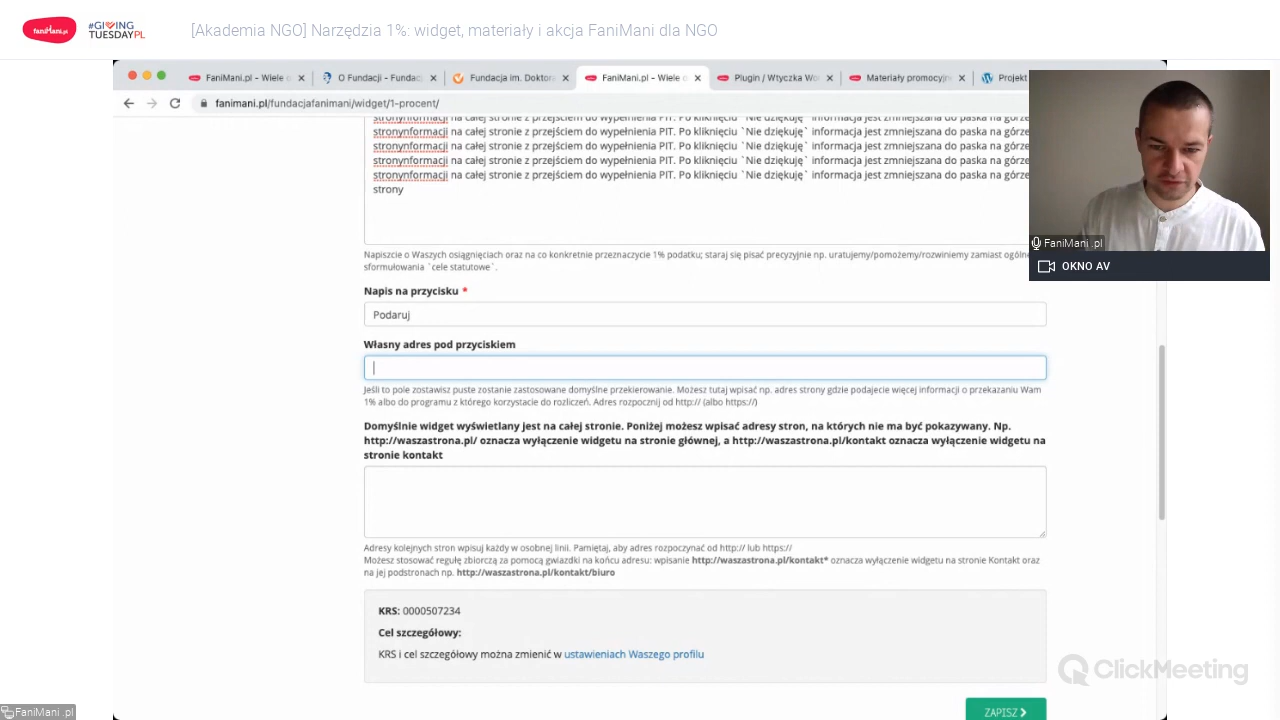 faniMani.pl
#GIVING
TUESDAYPL
[Akademia NGO] Narzędzia 1%: widget, materiały i akcja FaniMani dla NGO
FaniMani.pl – Wiele
O Fundacji - Fundac
Fundacja im. Doktor
FaniMani.pl – Wiele
Plugin / Wtyczka Wo
Materiały promocyjn
Projekt
fanimani.pl/fundacjafanimani/widget/1-procent/
stronynformacji na całej stronie z przejściem do wypełnienia PIT. Po kliknięciu `Nie dziękuję` informacja jest zmniejszana do paska na górze
stronynformacji na całej stronie z przejściem do wypełnienia PIT. Po kliknięciu `Nie dziękuję` informacja jest zmniejszana do paska na górze
stronynformacji na całej stronie z przejściem do wypełnienia PIT. Po kliknięciu `Nie dziękuję` informacja jest zmniejszana do paska na górze
stronynformacji na całej stronie z przejściem do wypełnienia PIT. Po kliknięciu `Nie dziękuję` informacja jest zmniejszana do paska na górze
stronynformacji na całej stronie z przejściem do wypełnienia PIT. Po kliknięciu `Nie dziękuję` informacja jest zmniejszana do paska na górze
strony
Napiszcie o Waszych osiągnięciach oraz na co konkretnie przeznaczycie 1% podatku; staraj się pisać precyzyjnie np. uratujemy/pomożemy/rozwiniemy zamiast ogólne
sformułowania `cele statutowe`.
Napis na przycisku *
Podaruj
Własny adres pod przyciskiem
Jeśli to pole zostawisz puste zostanie zastosowane domyślne przekierowanie. Możesz tutaj wpisać np. adres strony gdzie podajecie więcej informacji o przekazaniu Wam
1% albo do programu z którego korzystacie do rozliczeń. Adres rozpocznij od http:// (albo https://)
Domyślnie widget wyświetlany jest na całej stronie. Poniżej możesz wpisać adresy stron, na których nie ma być pokazywany. Np.
http://waszastrona.pl/ oznacza wyłączenie widgetu na stronie głównej, a http://waszastrona.pl/kontakt oznacza wyłączenie widgetu na
stronie kontakt
Adresy kolejnych stron wpisuj każdy w osobnej linii. Pamiętaj, aby adres rozpoczynać od http:// lub https://
Możesz stosować regułę zbiorczą za pomocą gwiazdki na końcu adresu: wpisanie http://waszastrona.pl/kontakt* oznacza wyłączenie widgetu na stronie Kontakt oraz
na jej podstronach np. http://waszastrona.pl/kontakt/biuro
KRS: 0000507234
Cel szczegółowy:
KRS i cel szczegółowy można zmienić w ustawieniach Waszego profilu
ZAPISZ
FaniMani .pl
OKNO AV
ClickMeeting
FaniMani .pl